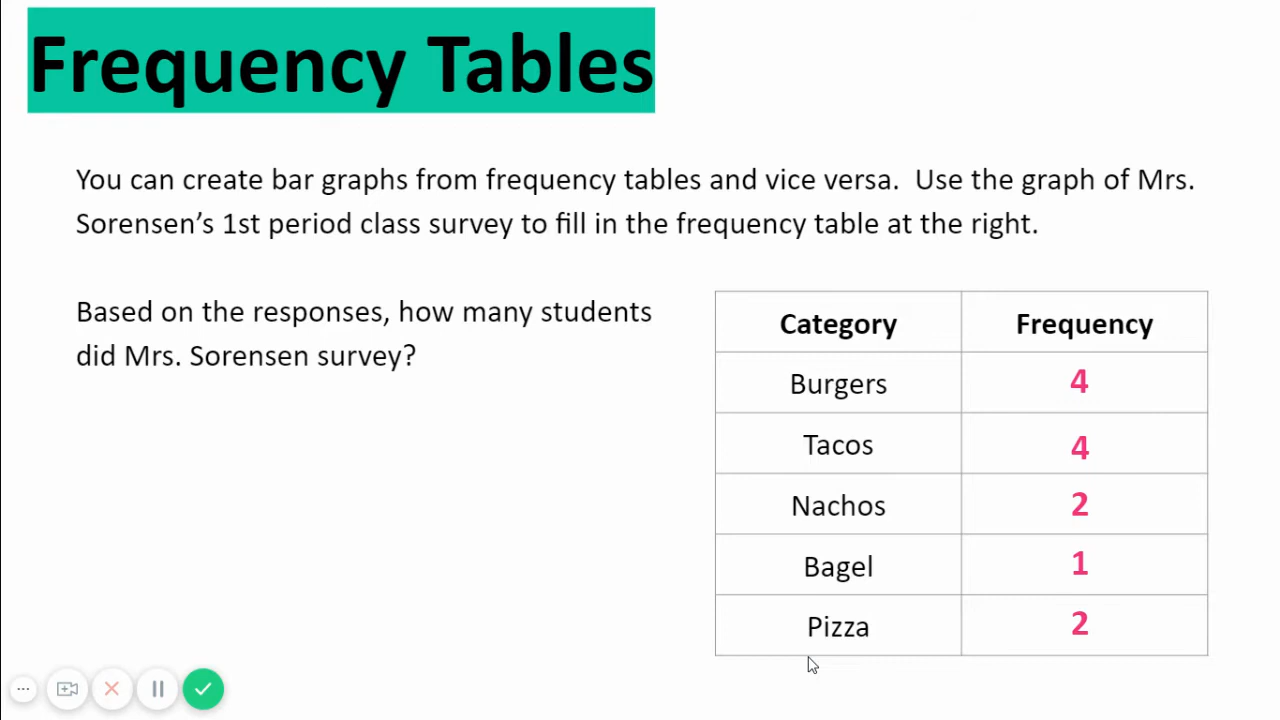 Frequency Tables
You can create bar graphs from frequency tables and vice versa.  Use the graph of Mrs.
Sorensen’s 1st period class survey to fill in the frequency table at the right.
Based on the responses, how many students
did Mrs. Sorensen survey?
Category Frequency
Burgers 4
Tacos 4
Nachos 2
Bagel 1
Pizza 2